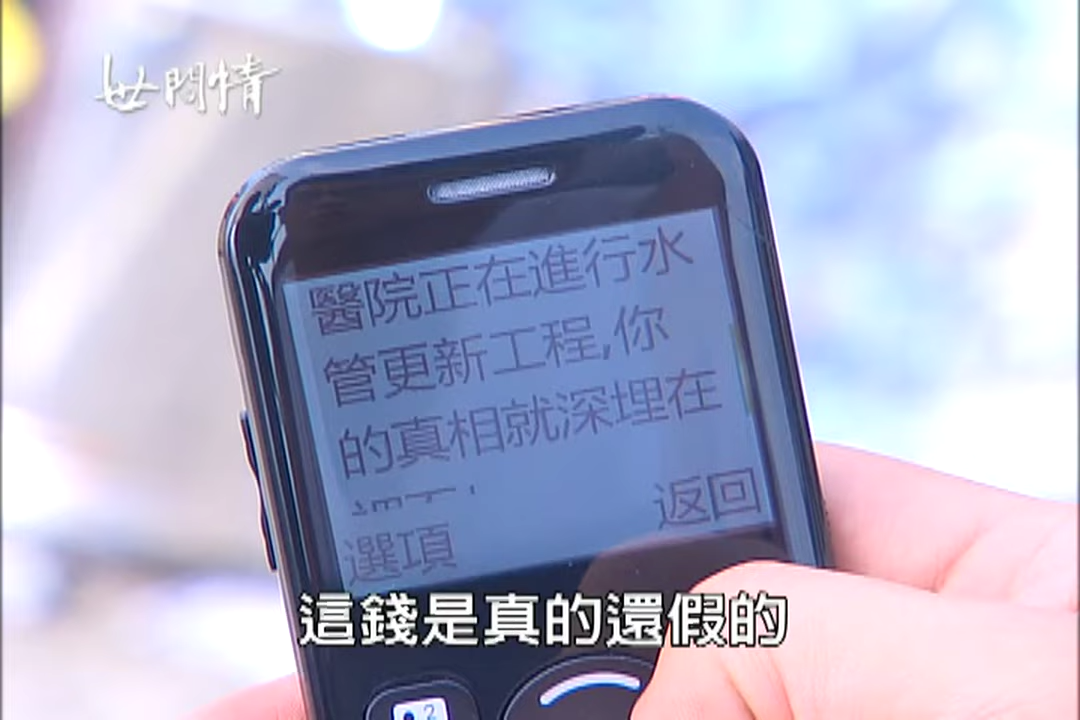 世間情
醫院正在進行水
管更新工程,你
的真相就深埋在
選項
返回
這錢是真的還假的
2